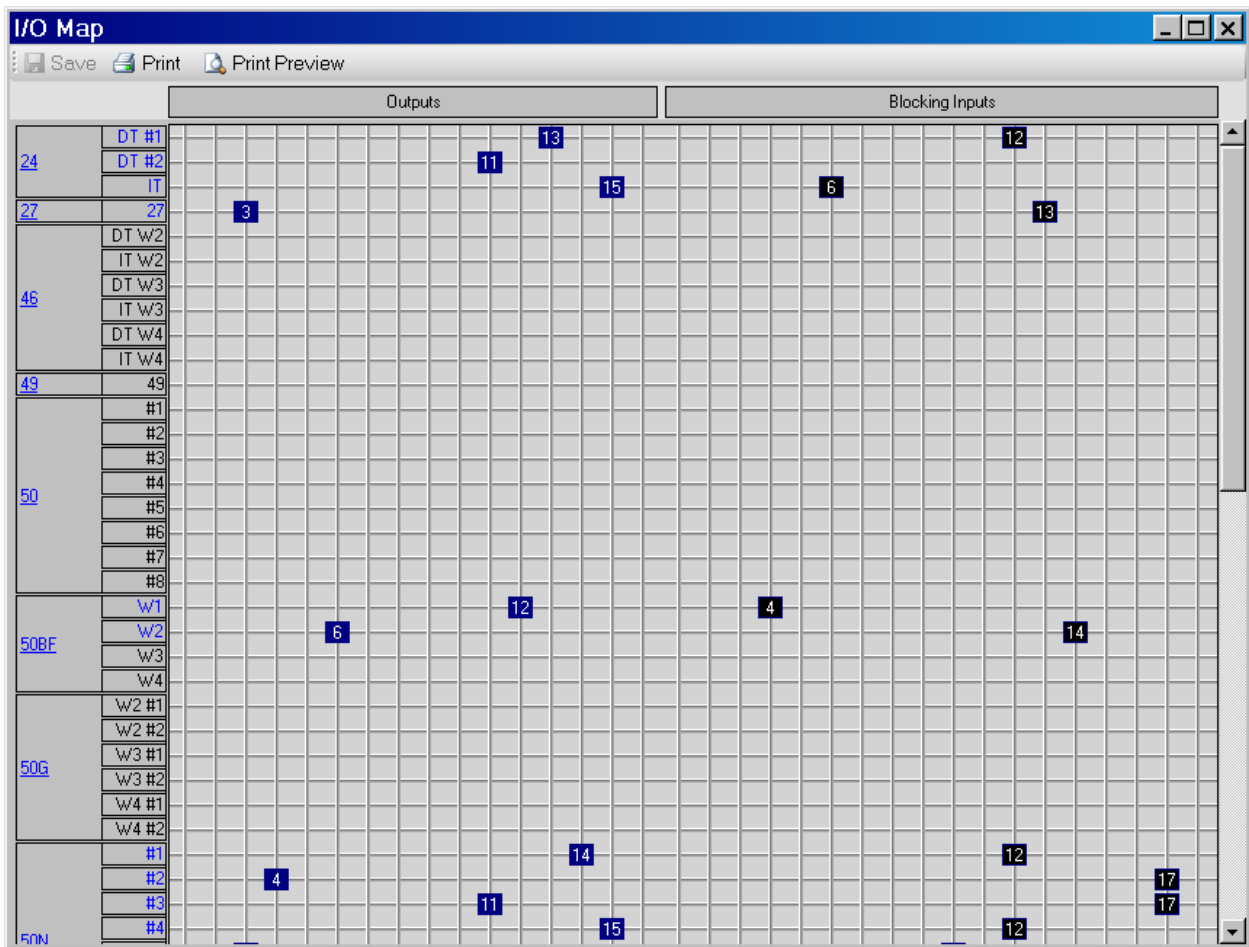 I/O Map
Save Print Print Preview
Outputs Blocking Inputs
24 DT #1 13 12
DT #2 11
IT 15 6
27 27 3 13
DT W2
IT W2
46 DT W3
IT W3
DT W4
IT W4
49 49
#1
#2
#3
50 #4
#5
#6
#7
#8
50BF W1 12 4
W2 6 14
W3
W4
50G W2 #1
W2 #2
W3 #1
W3 #2
W4 #1
W4 #2
#1 14 12
#2 4 17
#3 11 17
#4 15 12
50N